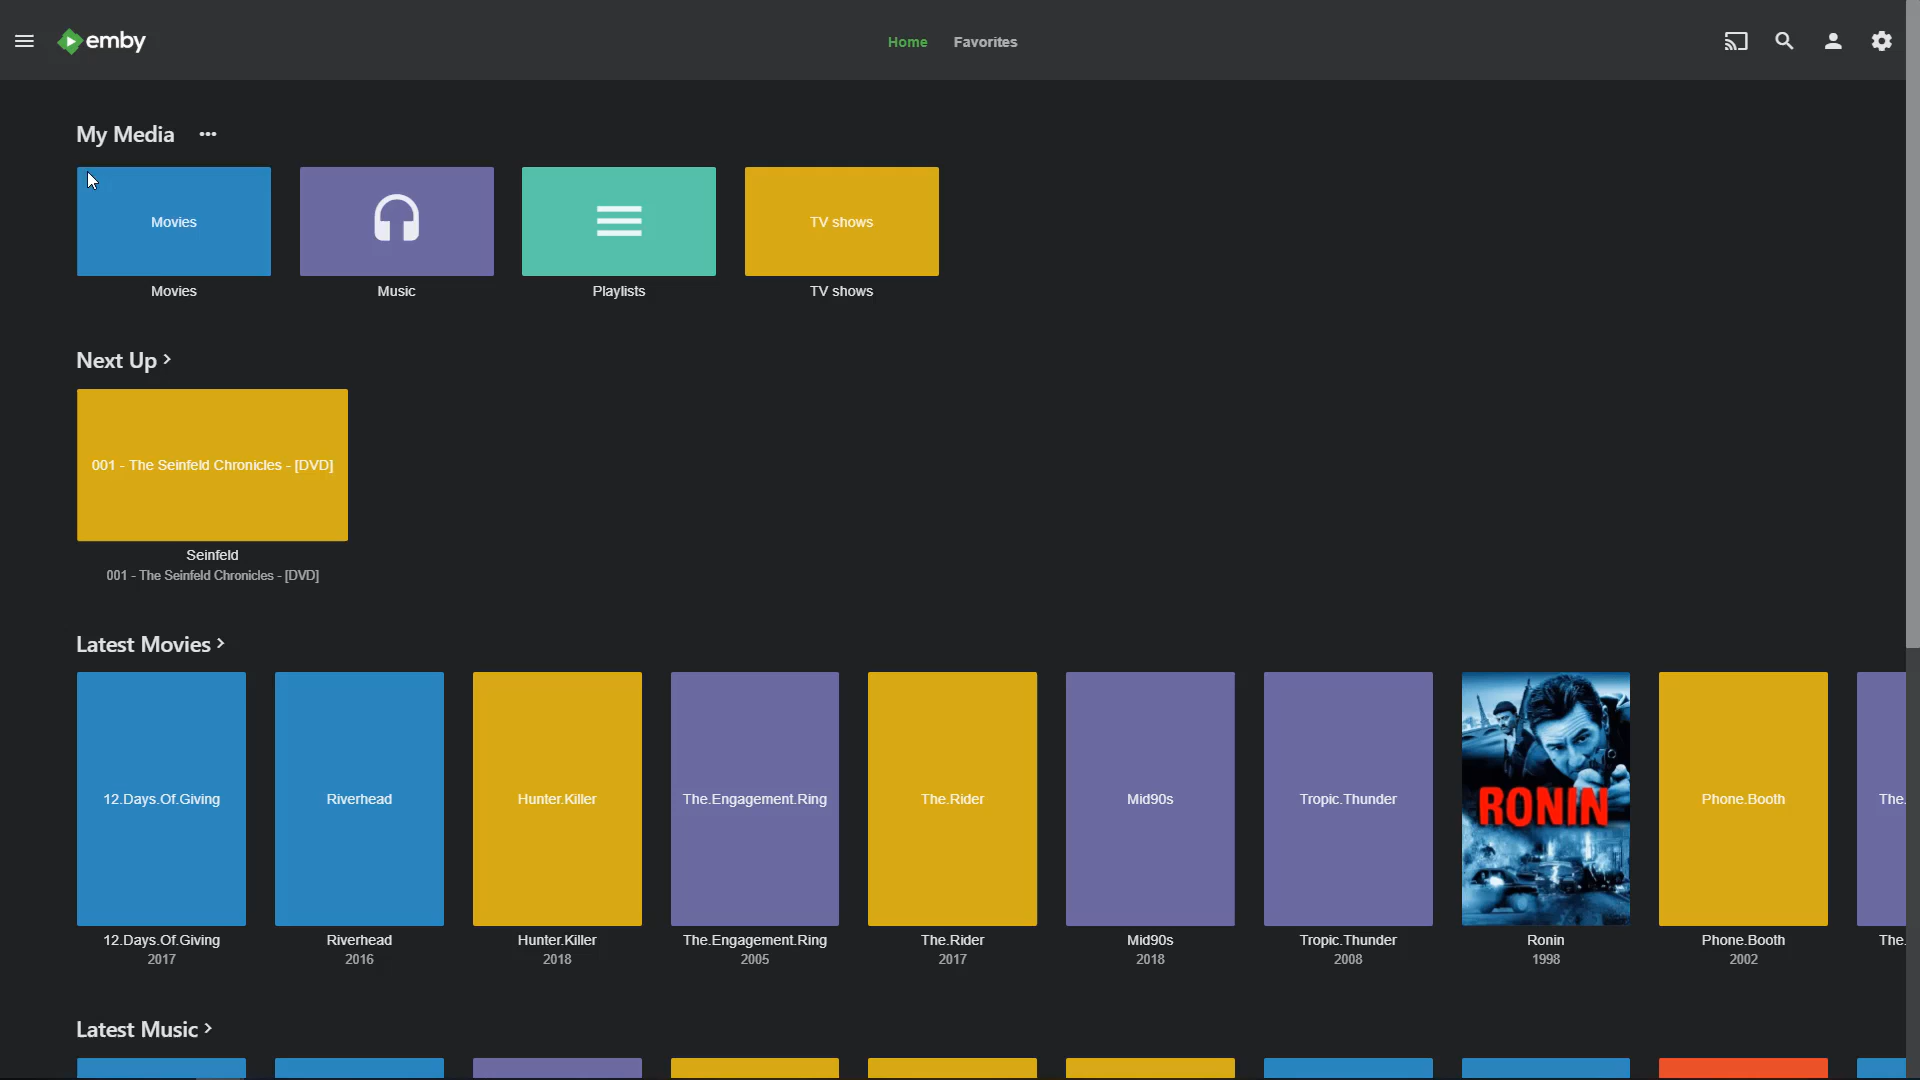 emby
Home
Favorites
My Media
Movies
TV shows
Movies
Music
Playlists
TV shows
Next Up
001 - The Seinfeld Chronicles - [DVD]
Seinfeld
001 - The Seinfeld Chronicles - [DVD]
Latest Movies
12.Days.Of.Giving
Riverhead
Hunter.Killer
The.Engagement.Ring
The.Rider
Mid90s
Tropic.Thunder
RONIN
Phone.Booth
The.
12.Days.Of.Giving
2017
Riverhead
2016
Hunter.Killer
2018
The.Engagement.Ring
2005
The.Rider
2017
Mid90s
2018
Tropic.Thunder
2008
Ronin
1998
Phone.Booth
2002
The.
Latest Music